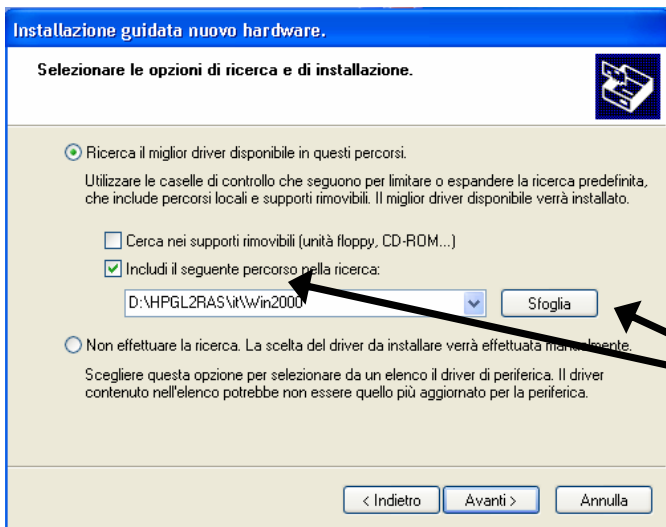 Installazione guidata nuovo hardware.
Selezionare le opzioni di ricerca e di installazione.
Ricerca il miglior driver disponibile in questi percorsi.
Utilizzare le caselle di controllo che seguono per limitare o espandere la ricerca predefinita,
che include percorsi locali e supporti rimovibili. Il miglior driver disponibile verrà installato.
Cerca nei supporti rimovibili (unità floppy, CD-ROM...)
Includi il seguente percorso nella ricerca:
D:\HPGL2RAS\it\Win2000
Sfoglia
Non effettuare la ricerca. La scelta del driver da installare verrà effettuata manualmente.
Scegliere questa opzione per selezionare da un elenco il driver di periferica. Il driver
contenuto nell'elenco potrebbe non essere quello più aggiornato per la periferica.
< Indietro
Avanti >
Annulla